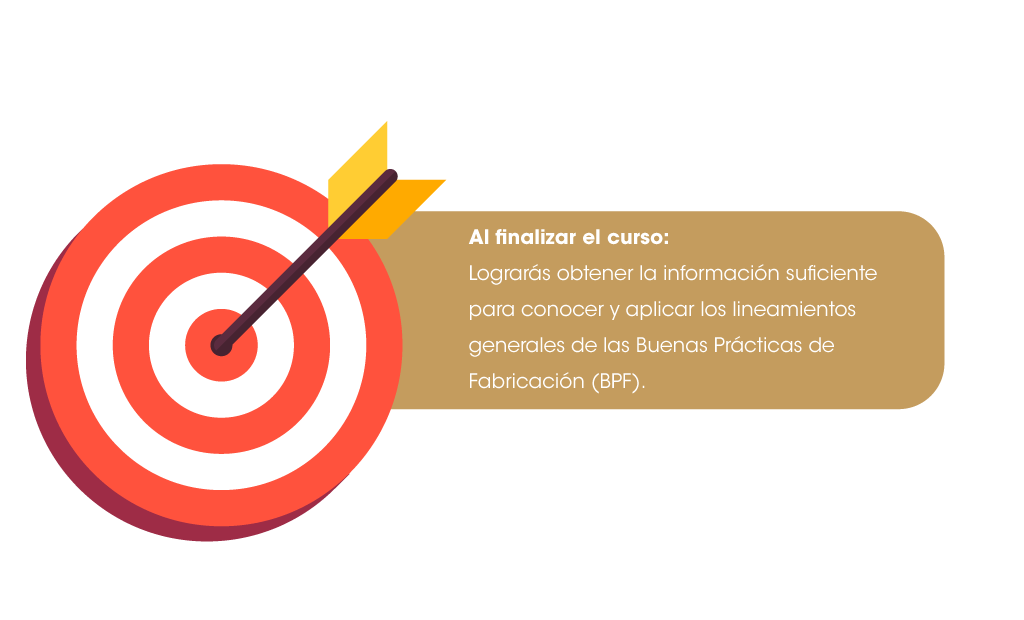 Al finalizar el curso:
Lograrás obtener la información suficiente
para conocer y aplicar los lineamientos
generales de las Buenas Prácticas de
Fabricación (BPF).